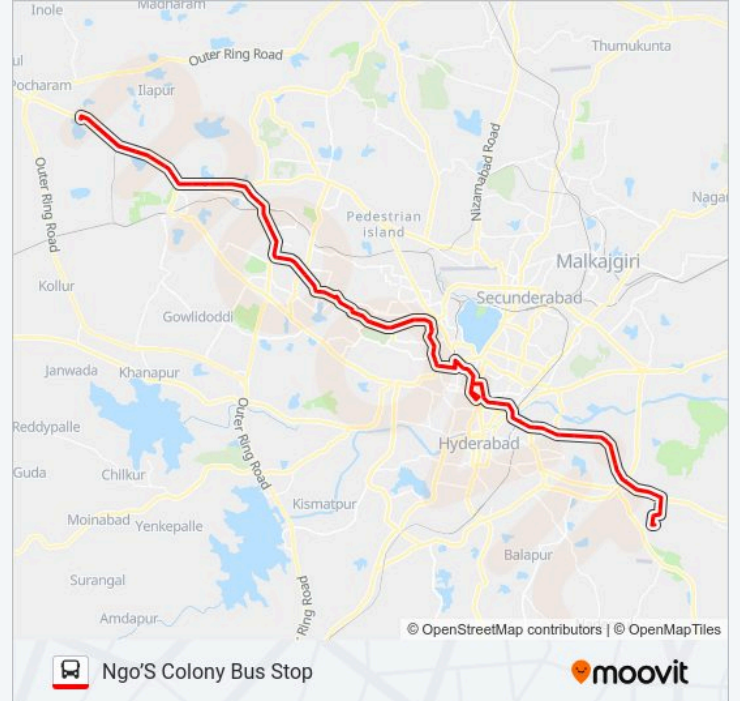 Madharam
Inole
Thumukunta
Outer Ring Road
ul
Pocharam
Ilapur
Nizamabad Road
Outer Ring Road
Nagar
Pedestrian
island
Malkajgiri
Kollur
Secunderabad
Gowlidoddi
Janwada
Khanapur
Outer Ring Road
Reddypalle
Hyderabad
Guda
Chilkur
Kismatpur
Moinabad
Yenkepalle
Balapur
Surangal
Ring Road
Amdapur
© OpenStreetMap contributors | © OpenMapTiles
Ngo’S Colony Bus Stop
moovit